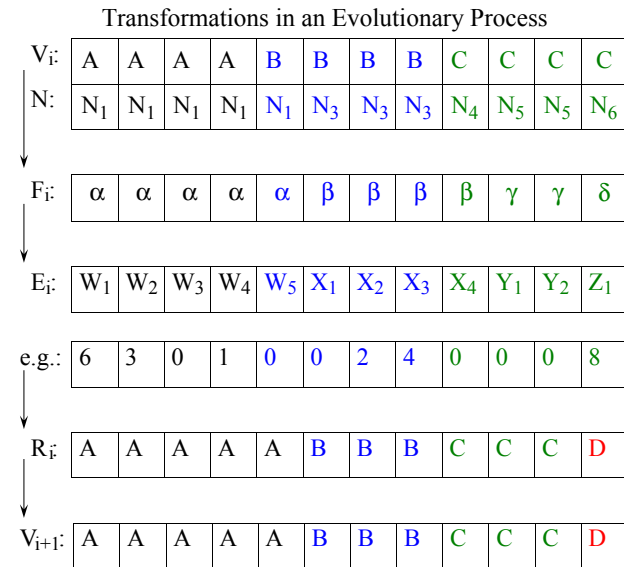 Transformations in an Evolutionary Process
Vᵢ: A A A A B B B B C C C C
N: N₁ N₁ N₁ N₁ N₁ N₃ N₃ N₃ N₄ N₅ N₅ N₆
Fᵢ: α α α α α β β β β γ γ δ
Eᵢ: W₁ W₂ W₃ W₄ W₅ X₁ X₂ X₃ X₄ Y₁ Y₂ Z₁
e.g.: 6 3 0 1 0 0 2 4 0 0 0 8
Rᵢ: A A A A A B B B C C C D
Vᵢ₊₁: A A A A A B B B C C C D